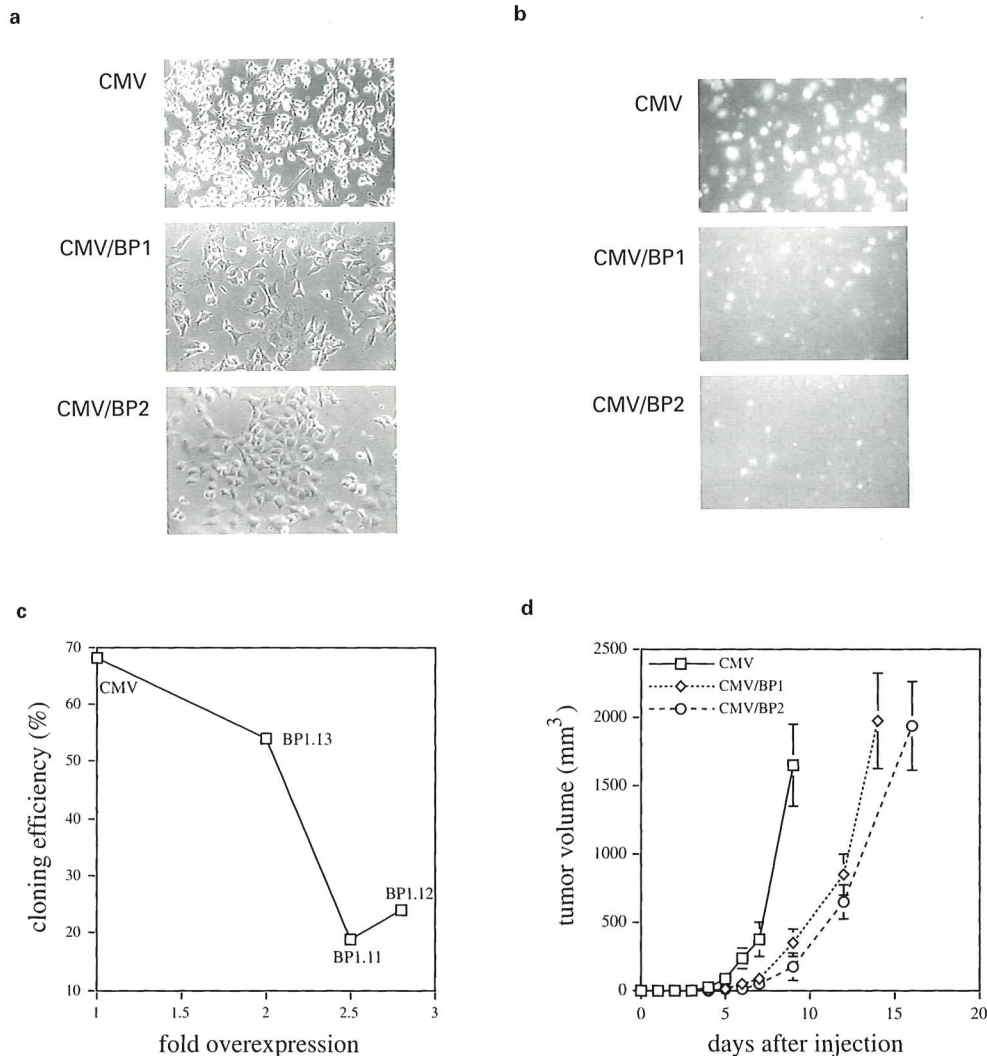 a
CMV
CMV/BP1
CMV/BP2
b
CMV
CMV/BP1
CMV/BP2
c
cloning efficiency (%)
70
60
50
40
30
20
10
CMV
BP1.13
BP1.12
BP1.11
1
1.5
2
2.5
3
fold overexpression
d
tumor volume (mm³)
2500
2000
1500
1000
500
0
CMV
CMV/BP1
CMV/BP2
0
5
10
15
20
days after injection